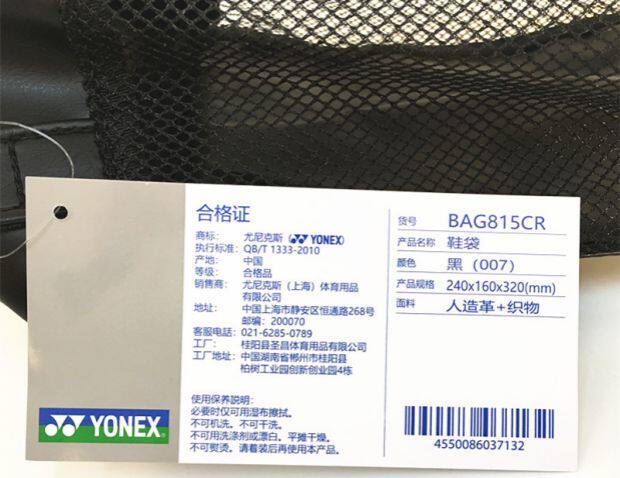 合格证
商标: 尤尼克斯 (YONEX)
执行标准: QB/T 1333-2010
产地: 中国
等级: 合格品
销售商: 尤尼克斯（上海）体育用品
有限公司
地址: 中国上海市静安区恒通路268号
邮编: 200070
客服电话: 021-6285-0789
工厂: 桂阳县圣昌体育用品有限公司
工厂地址: 中国湖南省郴州市桂阳县
柏树工业园创新创业园4栋
使用保养说明:
必要时仅可用湿布擦拭。
不可机洗。不可干洗。
不可用洗涤剂或漂白。平摊干燥。
不可熨烫。请着装后再使用本产品。
货号 BAG815CR
产品名称 鞋袋
颜色 黑（007）
产品规格 240x160x320(mm)
面料 人造革+织物
4550086037132
YONEX